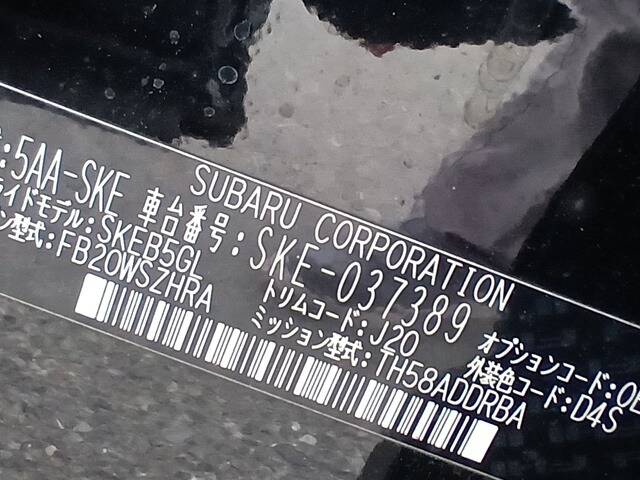 SUBARU CORPORATION
:5AA-SKE 車台番号:SKE-037389
ライドモデル:SKEB5GL トリムコード:J20 オプションコード:OE
ン型式:FB20WSZHRA ミッション型式:TH58ADDRBA 外装色コード:D4S